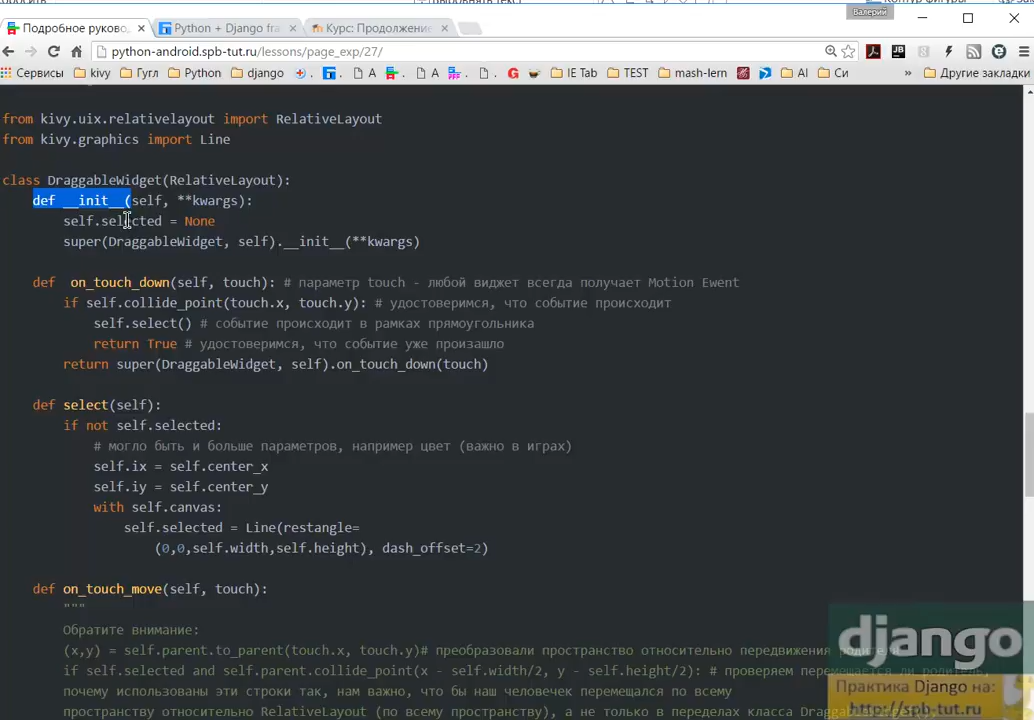 Валерий
Подробное руково
Python + Django fra
Курс: Продолжение
python-android.spb-tut.ru/lessons/page_exp/27/
Сервисы kivy Гугл Python django A A IE Tab TEST mash-lern AI Си » Другие закладки
from kivy.uix.relativelayout import RelativeLayout
from kivy.graphics import Line
class DraggableWidget(RelativeLayout):
def __init__(self, **kwargs):
self.selected = None
super(DraggableWidget, self).__init__(**kwargs)
def on_touch_down(self, touch): # параметр touch - любой виджет всегда получает Motion Ewent
if self.collide_point(touch.x, touch.y): # удостоверимся, что событие происходит
self.select() # событие происходит в рамках прямоугольника
return True # удостоверимся, что событие уже произашло
return super(DraggableWidget, self).on_touch_down(touch)
def select(self):
if not self.selected:
# могло быть и больше параметров, например цвет (важно в играх)
self.ix = self.center_x
self.iy = self.center_y
with self.canvas:
self.selected = Line(restangle=
(0,0,self.width,self.height), dash_offset=2)
def on_touch_move(self, touch):
"""
Обратите внимание:
(x,y) = self.parent.to_parent(touch.x, touch.y)# преобразовали пространство относительно передвижения родителя
if self.selected and self.parent.collide_point(x - self.width/2, y - self.height/2): # проверяем перемещается ли родитель,
почему использованы эти строки так, нам важно, что бы наш человечек перемещался по всему
пространству относительно RelativeLayout (по всему пространству), а не только в переделах класса Dragga
django
Практика Django на:
http://spb-tut.ru